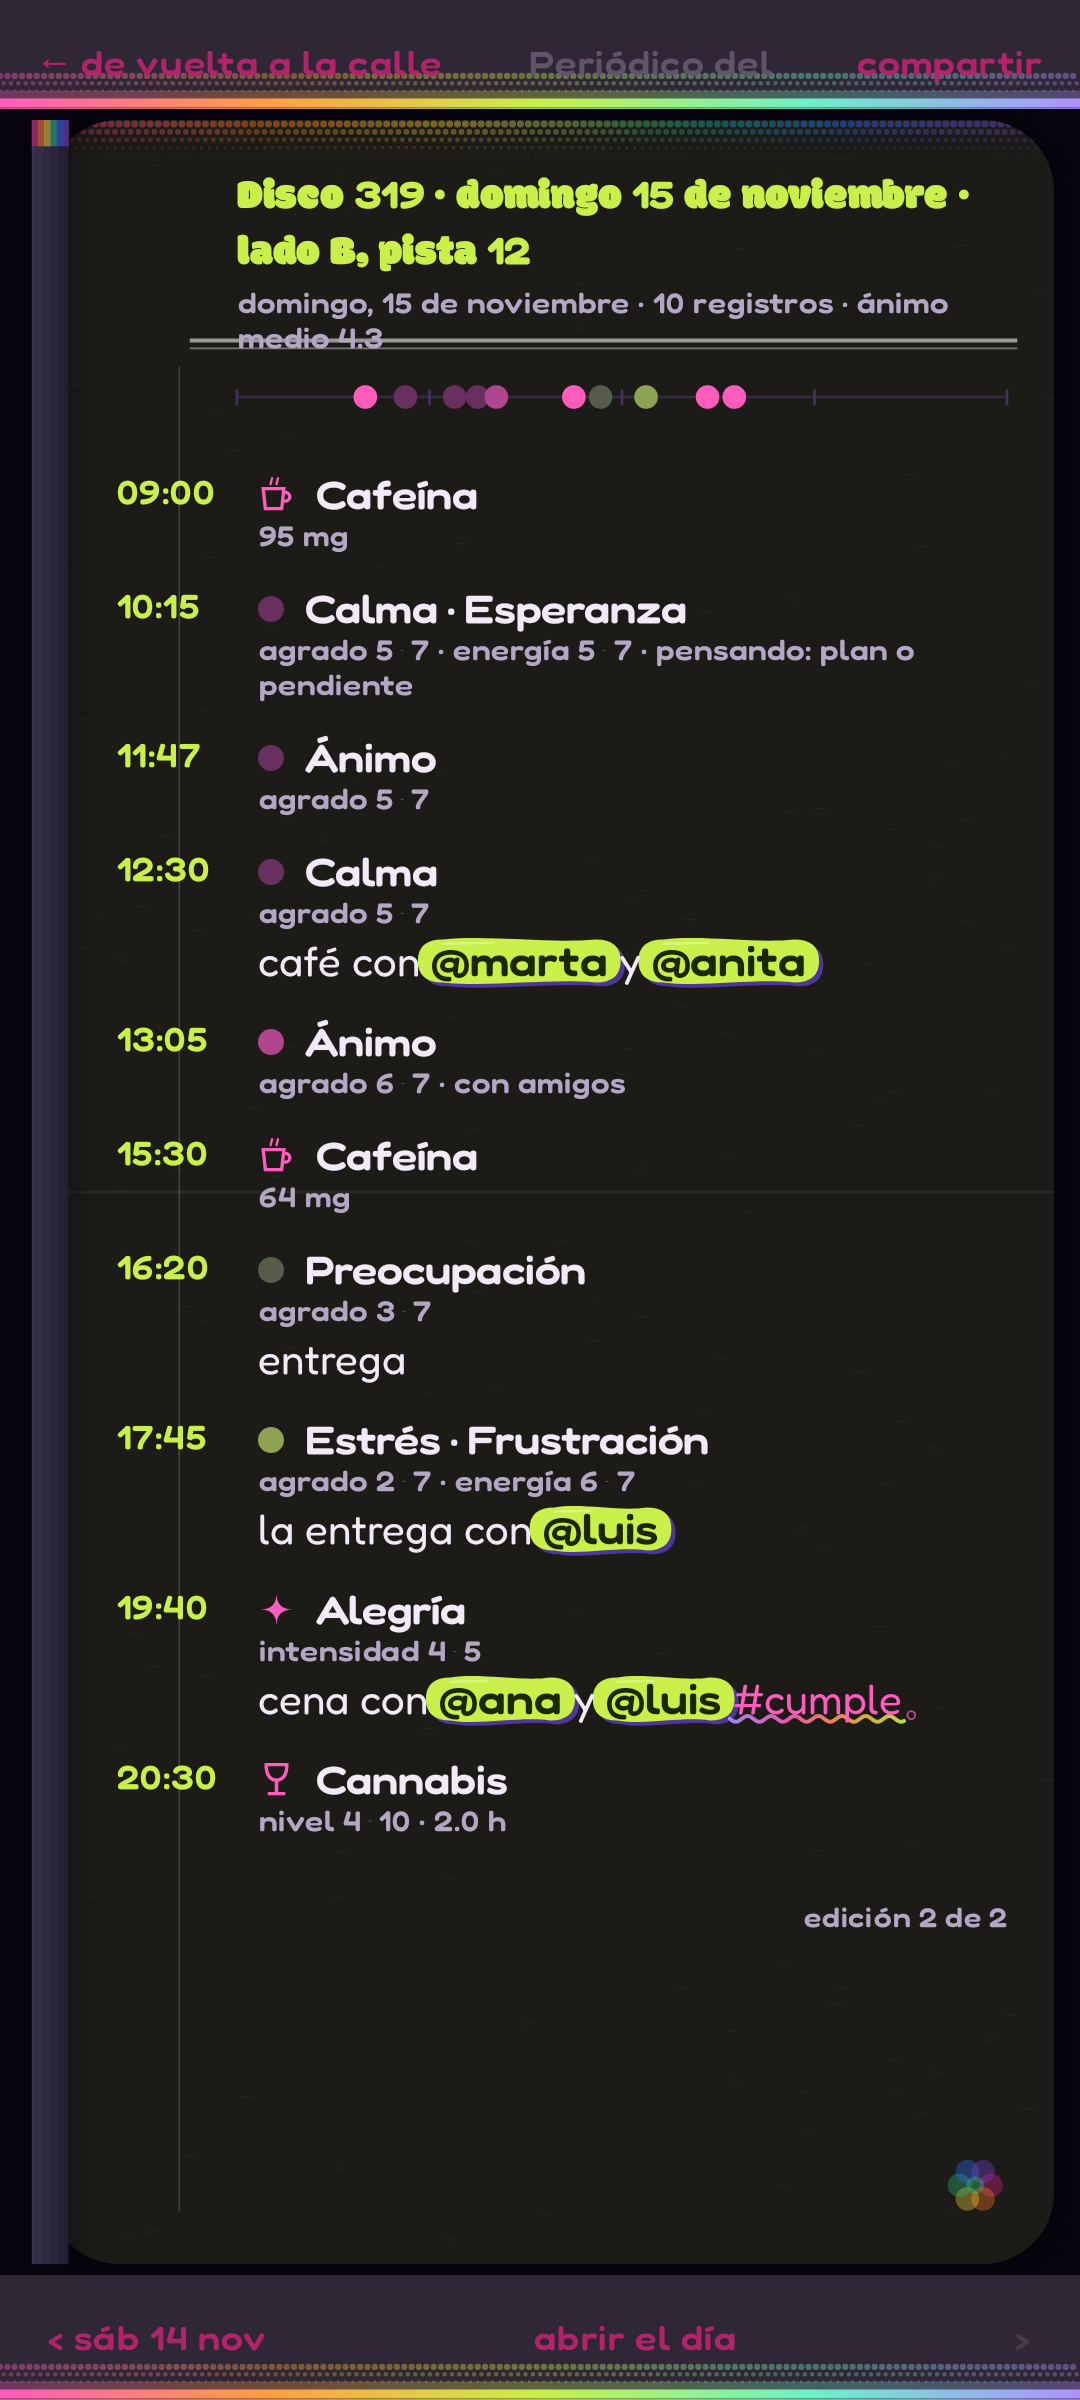 ← de vuelta a la calle
Periódico del
compartir
Disco 319 · domingo 15 de noviembre ·
lado B, pista 12
domingo, 15 de noviembre · 10 registros · ánimo
medio 4.3
09:00 Cafeína
95 mg
10:15 Calma · Esperanza
agrado 5 · 7 · energía 5 · 7 · pensando: plan o
pendiente
11:47 Ánimo
agrado 5 · 7
12:30 Calma
agrado 5 · 7
café con @marta y @anita
13:05 Ánimo
agrado 6 · 7 · con amigos
15:30 Cafeína
64 mg
16:20 Preocupación
agrado 3 · 7
entrega
17:45 Estrés · Frustración
agrado 2 · 7 · energía 6 · 7
la entrega con @luis
19:40 Alegría
intensidad 4 · 5
cena con @ana y @luis #cumple
20:30 Cannabis
nivel 4 · 10 · 2.0 h
edición 2 de 2
‹ sáb 14 nov
abrir el día
›